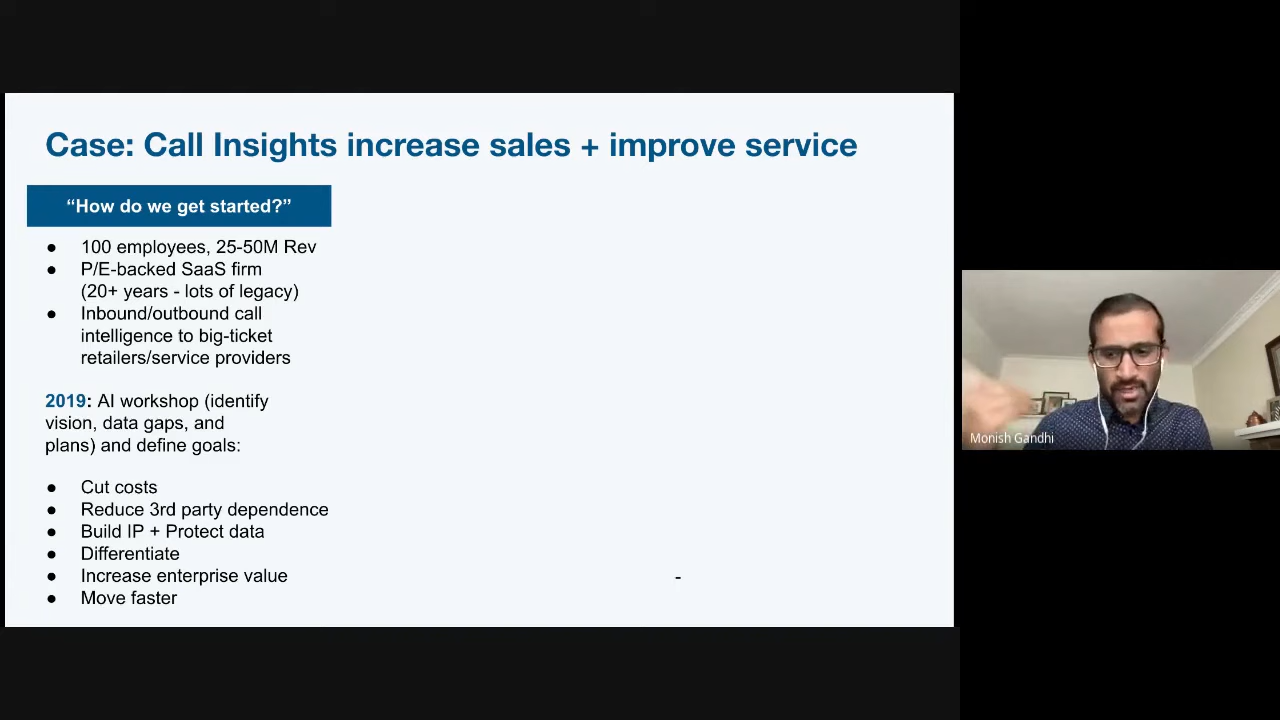 Case: Call Insights increase sales + improve service
“How do we get started?”
● 100 employees, 25-50M Rev
● P/E-backed SaaS firm
(20+ years - lots of legacy)
● Inbound/outbound call
intelligence to big-ticket
retailers/service providers
2019: AI workshop (identify
vision, data gaps, and
plans) and define goals:
● Cut costs
● Reduce 3rd party dependence
● Build IP + Protect data
● Differentiate
● Increase enterprise value
● Move faster
-
Monish Gandhi